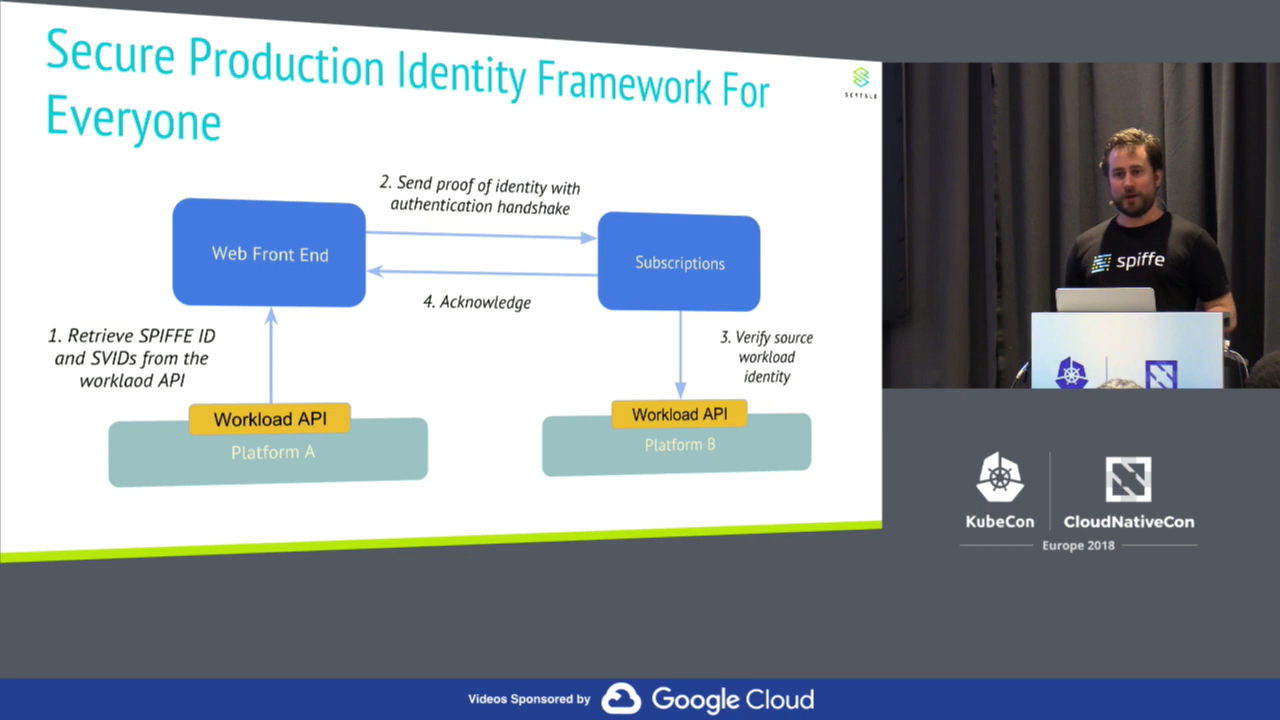 Secure Production Identity Framework For
Everyone
SCYTALE
2. Send proof of identity with
authentication handshake
Web Front End
Subscriptions
4. Acknowledge
1. Retrieve SPIFFE ID
and SVIDs from the
worklaod API
3. Verify source
workload
identity
Workload API
Platform A
Workload API
Platform B
spiffe
KubeCon
CloudNativeCon
Europe 2018
Videos Sponsored by Google Cloud